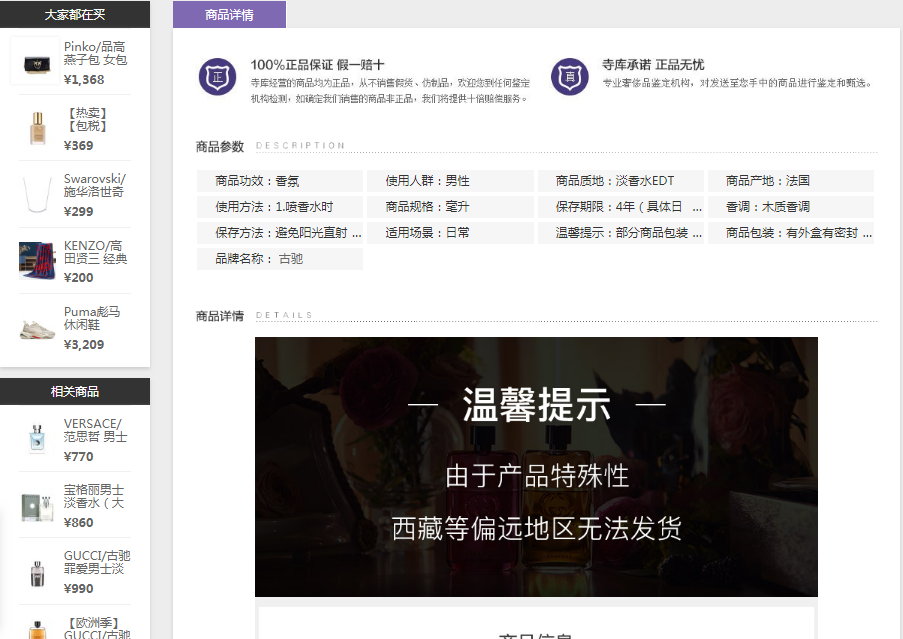 大家都在买
Pinko/品高
燕子包 女包
¥1,368
【热卖】
【包税】
¥369
Swarovski/
施华洛世奇
¥299
KENZO/高
田贤三 经典
¥200
Puma彪马
休闲鞋
¥3,209
相关商品
VERSACE/
范思哲 男士
¥770
宝格丽男士
淡香水（大
¥860
GUCCI/古驰
罪爱男士淡
¥990
【欧洲季】
GUCCI/古驰
商品详情
正
100%正品保证 假一赔十
寺库经营的商品均为正品，从不销售假货、仿制品，欢迎您到任何鉴定
机构检测，如确定我们销售的商品非正品，我们将提供十倍赔偿服务。
真
寺库承诺 正品无忧
专业奢侈品鉴定机构，对发送至您手中的商品进行鉴定和甄选。
商品参数 DESCRIPTION
商品功效：香氛 使用人群：男性 商品质地：淡香水EDT 商品产地：法国
使用方法：1.喷香水时 商品规格：毫升 保存期限：4年（具体日 ... 香调：木质香调
保存方法：避免阳光直射 ... 适用场景：日常 温馨提示：部分商品包装 ... 商品包装：有外盒有密封 ...
品牌名称： 古驰
商品详情 DETAILS
温馨提示
由于产品特殊性
西藏等偏远地区无法发货
商品信息